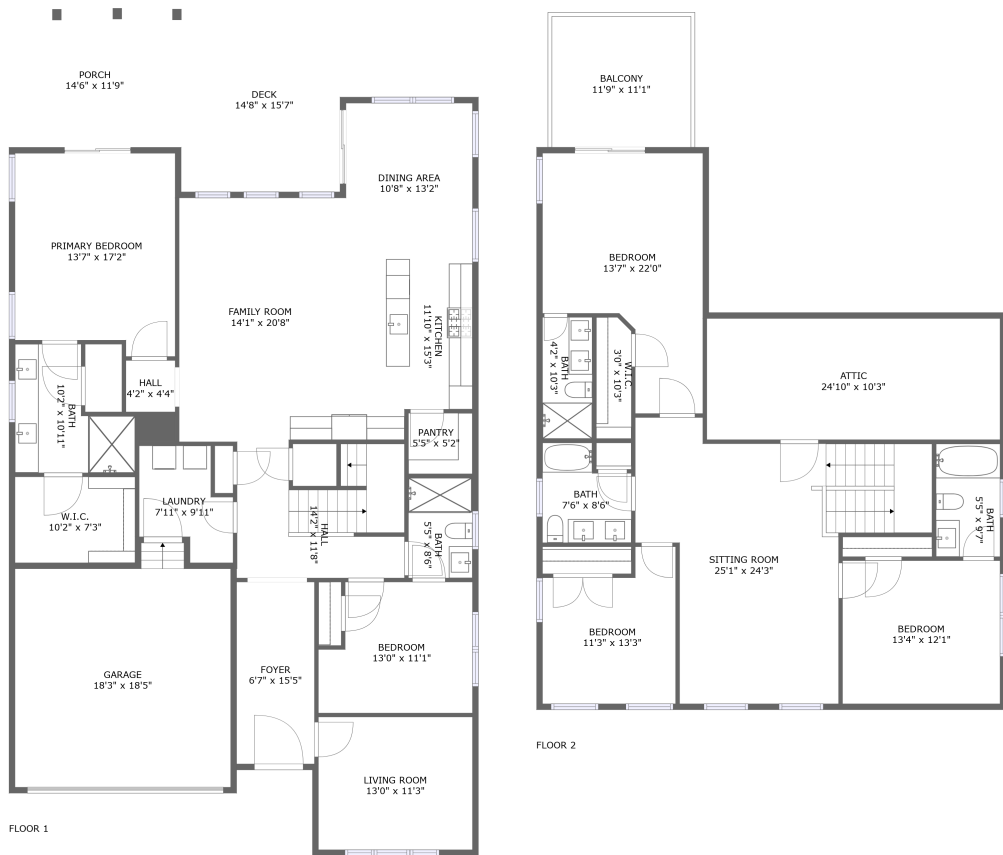 PORCH
14'6" x 11'9"
DECK
14'8" x 15'7"
DINING AREA
10'8" x 13'2"
PRIMARY BEDROOM
13'7" x 17'2"
FAMILY ROOM
14'1" x 20'8"
KITCHEN
11'10" x 15'3"
HALL
4'2" x 4'4"
BATH
10'2" x 10'11"
PANTRY
5'5" x 5'2"
LAUNDRY
7'11" x 9'11"
W.I.C.
10'2" x 7'3"
HALL
14'2" x 11'8"
BATH
5'5" x 8'6"
GARAGE
18'3" x 18'5"
FOYER
6'7" x 15'5"
BEDROOM
13'0" x 11'1"
LIVING ROOM
13'0" x 11'3"
FLOOR 1
BALCONY
11'9" x 11'1"
BEDROOM
13'7" x 22'0"
BATH
4'2" x 10'3"
W.I.C.
3'0" x 10'3"
ATTIC
24'10" x 10'3"
BATH
7'6" x 8'6"
BATH
5'5" x 9'7"
SITTING ROOM
25'1" x 24'3"
BEDROOM
11'3" x 13'3"
BEDROOM
13'4" x 12'1"
FLOOR 2